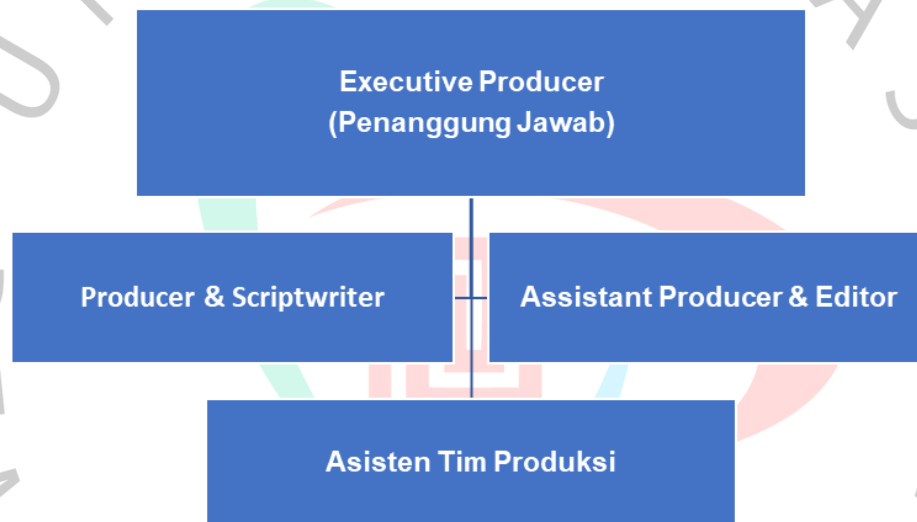 Executive Producer
(Penanggung Jawab)
Producer & Scriptwriter
Assistant Producer & Editor
Asisten Tim Produksi